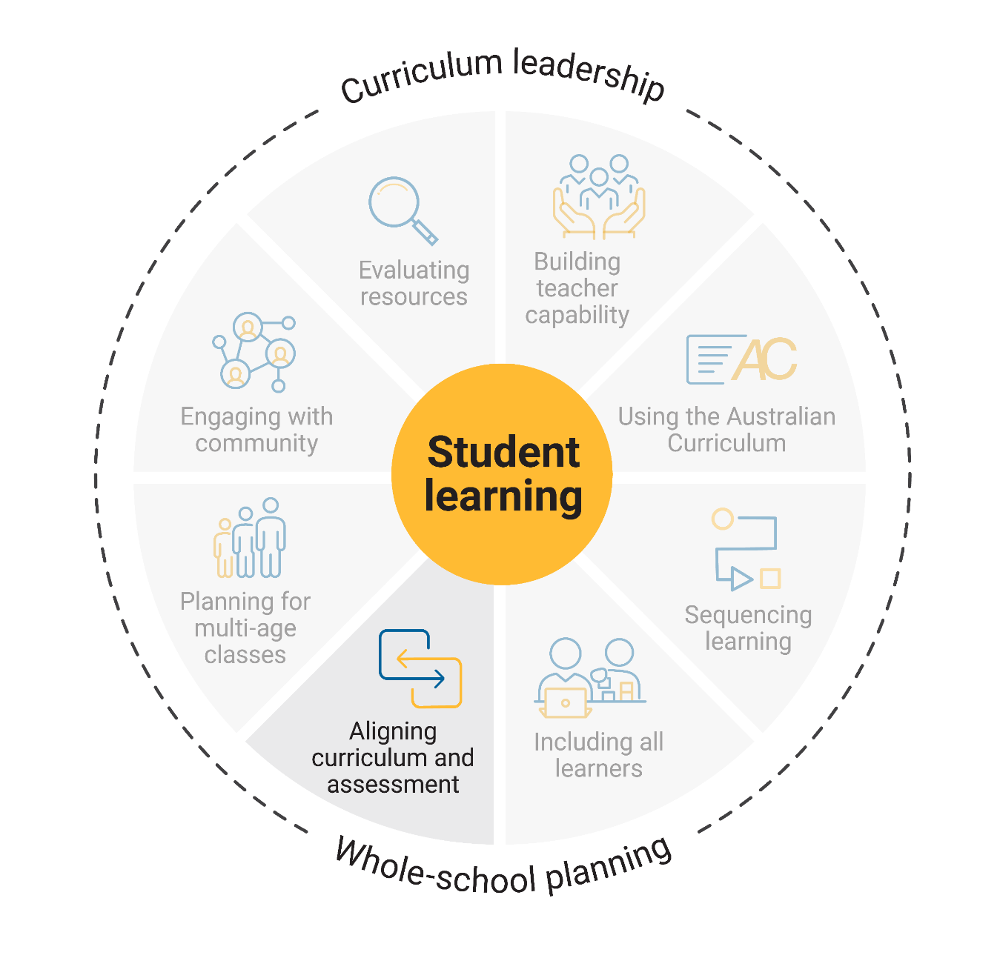 Curriculum leadership
Evaluating
resources
Building
teacher
capability
Engaging with
community
AC
Using the Australian
Curriculum
Student
learning
Planning for
multi-age
classes
Sequencing
learning
Aligning
curriculum and
assessment
Including all
learners
Whole-school planning